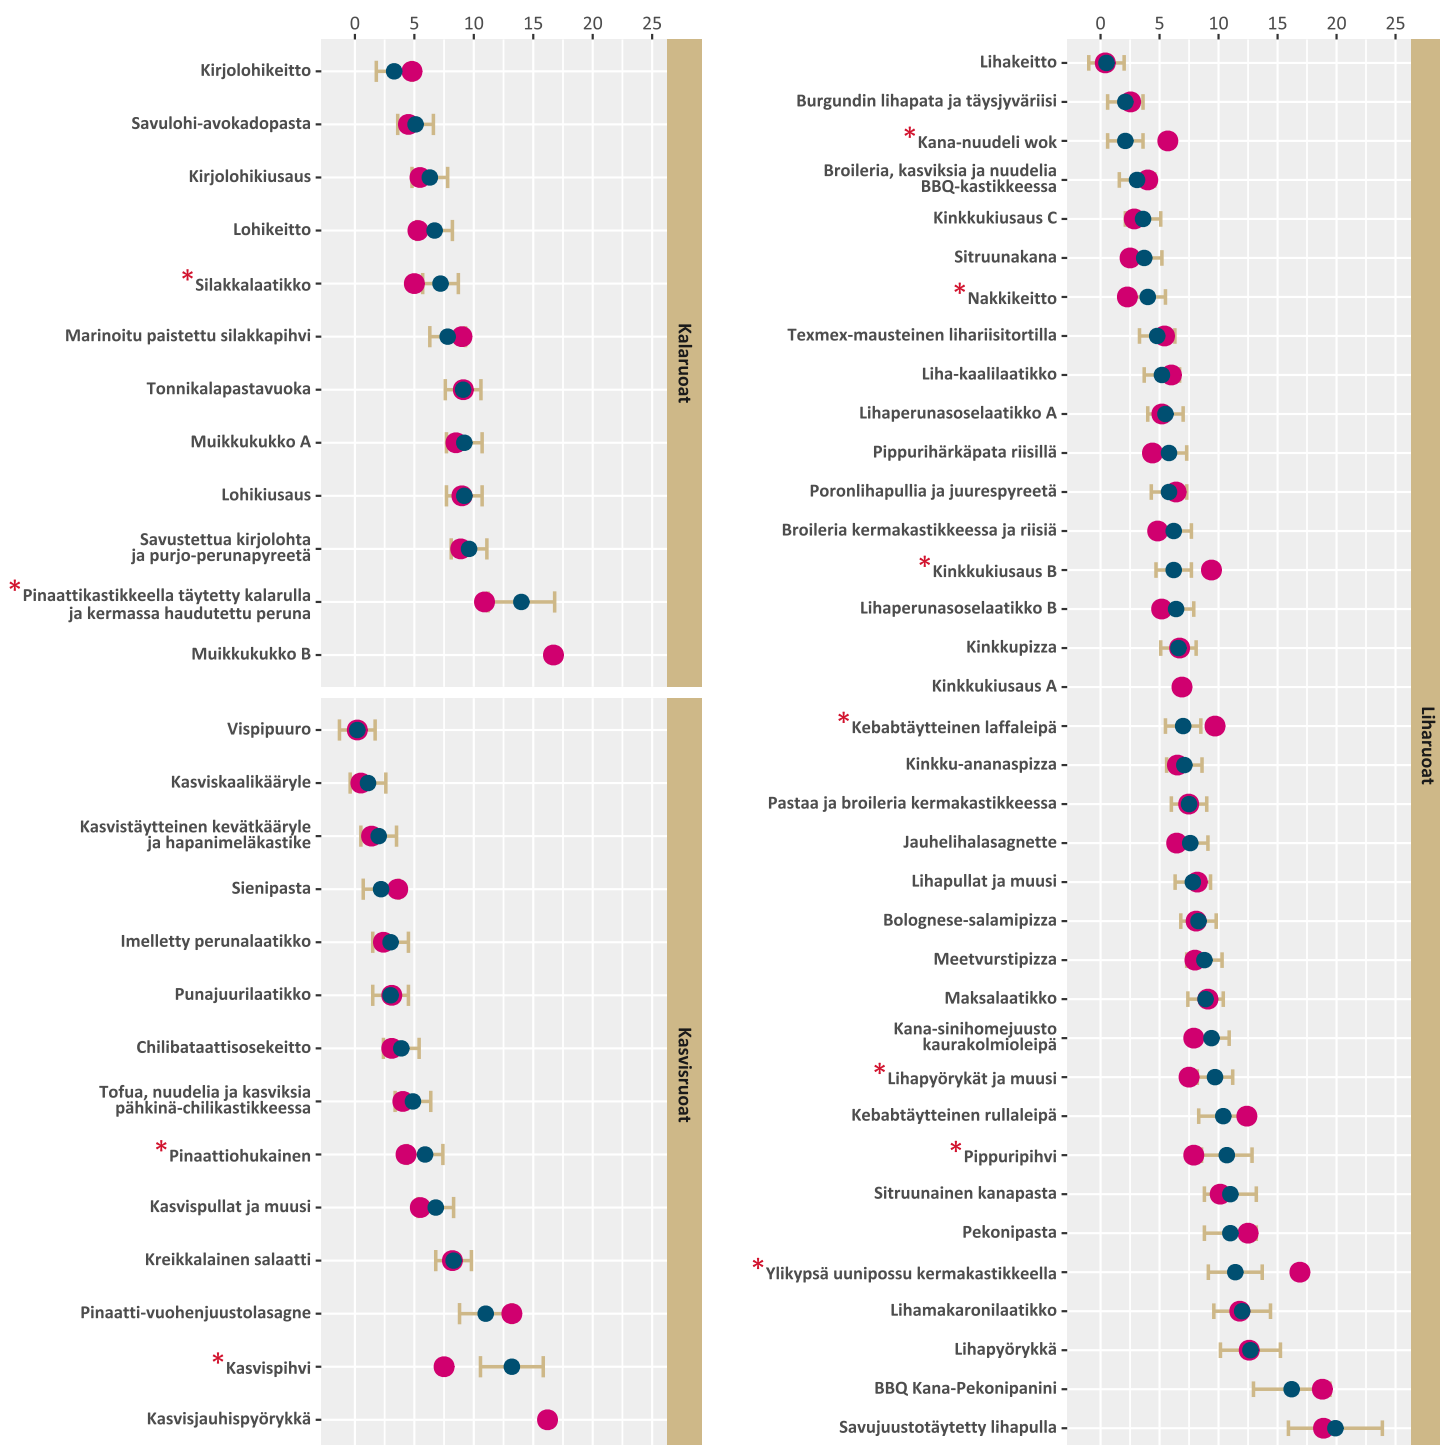 0 5 10 15 20 25
Kirjolohikeitto
Savulohi-avokadopasta
Kirjolohikiusaus
Lohikeitto
*Silakkalaatikko
Marinoitu paistettu silakkapihvi
Tonnikalapastavuoka
Muikkukukko A
Lohikiusaus
Savustettua kirjolohta
ja purjo-perunapyreetä
*Pinaattikastikkeella täytetty kalarulla
ja kermassa haudutettu peruna
Muikkukukko B
Kalaruoat
Vispipuuro
Kasviskaalikääryle
Kasvistäytteinen kevätkääryle
ja hapanimeläkastike
Sienipasta
Imelletty perunalaatikko
Punajuurilaatikko
Chilibataattisosekeitto
Tofua, nuudelia ja kasviksia
pähkinä-chilikastikkeessa
*Pinaattiohukainen
Kasvispullat ja muusi
Kreikkalainen salaatti
Pinaatti-vuohenjuustolasagne
*Kasvispihvi
Kasvisjauhispyörykkä
Kasvisruoat
0 5 10 15 20 25
Lihakeitto
Burgundin lihapata ja täysjyväriisi
*Kana-nuudeli wok
Broileria, kasviksia ja nuudelia
BBQ-kastikkeessa
Kinkkukiusaus C
Sitruunakana
*Nakkikeitto
Texmex-mausteinen lihariisitortilla
Liha-kaalilaatikko
Lihaperunasoselaatikko A
Pippurihärkäpata riisillä
Poronlihapullia ja juurespyreetä
Broileria kermakastikkeessa ja riisiä
*Kinkkukiusaus B
Lihaperunasoselaatikko B
Kinkkupizza
Kinkkukiusaus A
*Kebabtäytteinen laffaleipä
Kinkku-ananaspizza
Pastaa ja broileria kermakastikkeessa
Jauhelihalasagnette
Lihapullat ja muusi
Bolognese-salamipizza
Meetvurstipizza
Maksalaatikko
Kana-sinihomejuusto
kaurakolmioleipä
*Lihapyörykät ja muusi
Kebabtäytteinen rullaleipä
*Pippuripihvi
Sitruunainen kanapasta
Pekonipasta
*Ylikypsä uunipossu kermakastikkeella
Lihamakaronilaatikko
Lihapyörykkä
BBQ Kana-Pekonipanini
Savujuustotäytetty lihapulla
Liharuoat